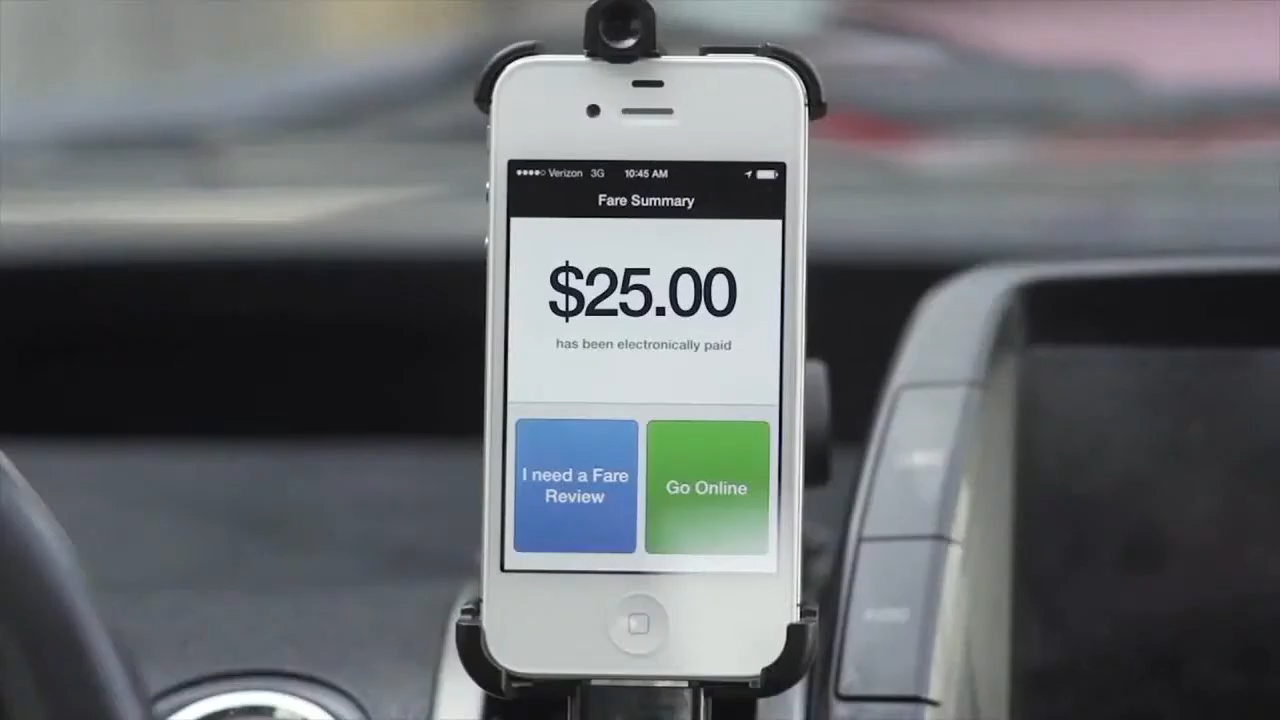 Verizon 3G 10:45 AM
Fare Summary
$25.00
has been electronically paid
I need a Fare
Review
Go Online